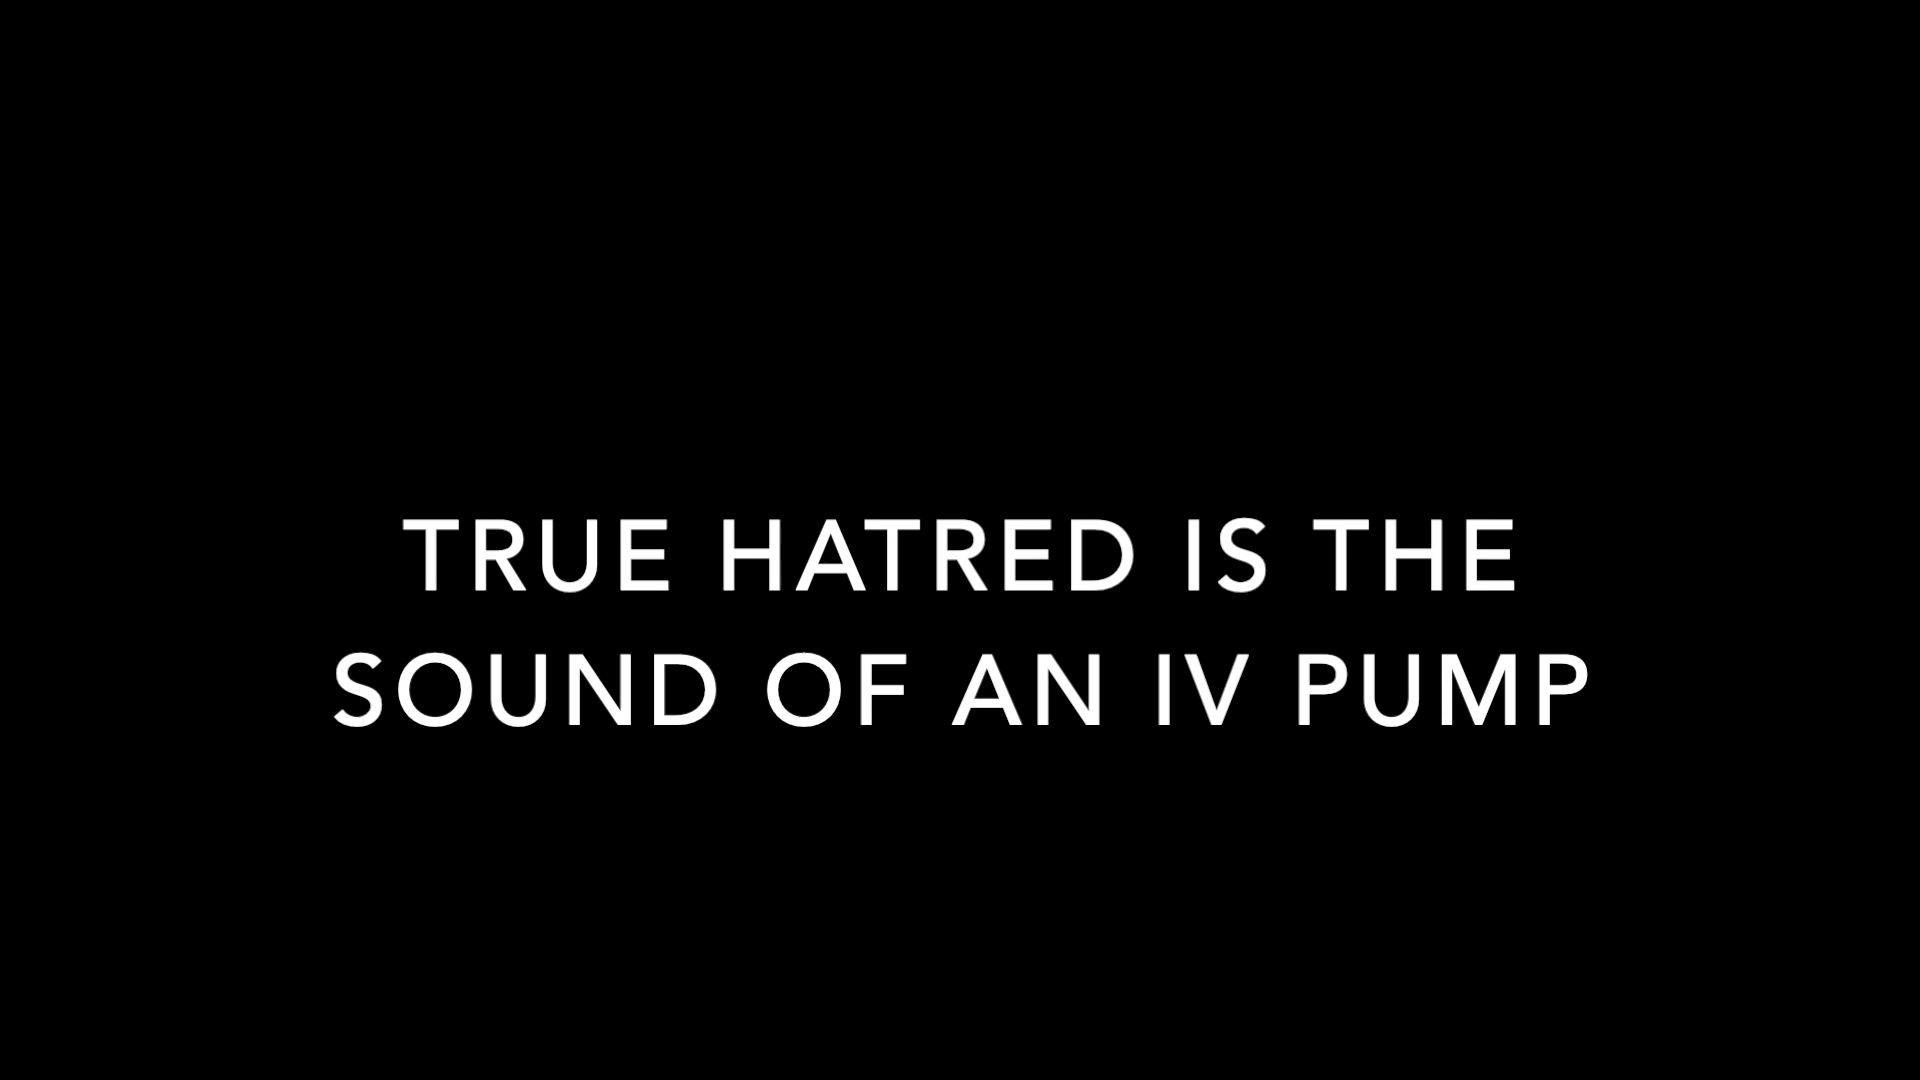 TRUE HATRED IS THE
SOUND OF AN IV PUMP